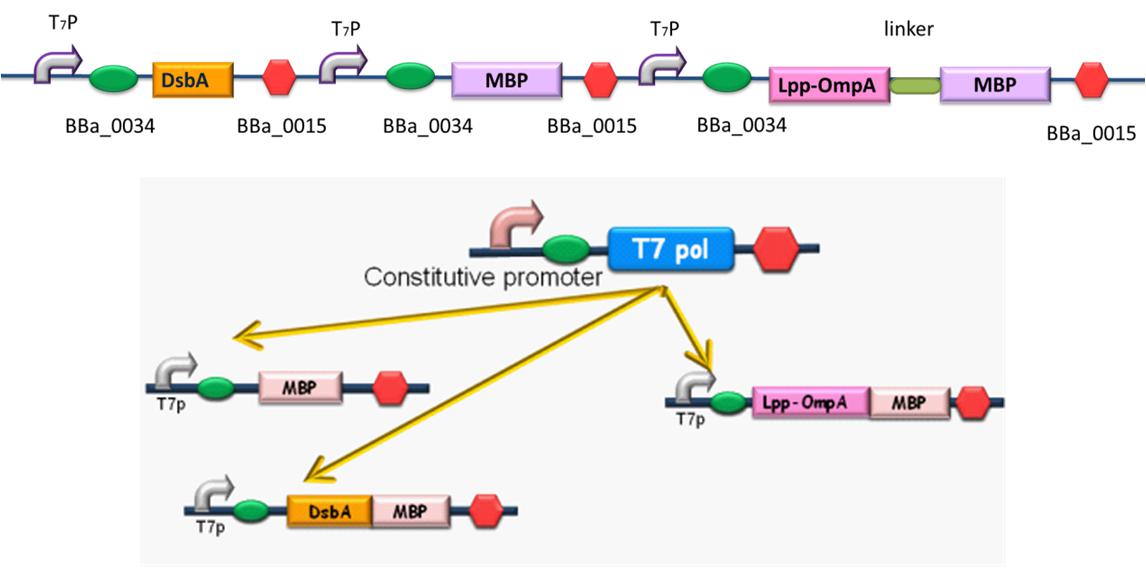 T7P
T7P
T7P
linker
DsbA
MBP
Lpp-OmpA
MBP
BBa_0034
BBa_0015
BBa_0034
BBa_0015
BBa_0034
BBa_0015
T7 pol
Constitutive promoter
MBP
T7p
Lpp - OmpA
MBP
T7p
DsbA
MBP
T7p